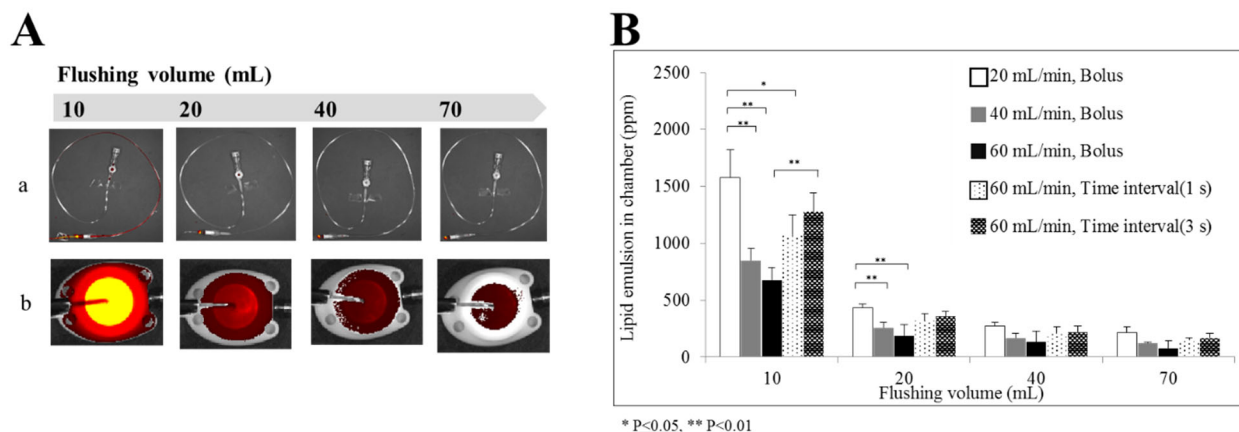 A
Flushing volume (mL)
10 20 40 70
a
b
B
Lipid emulsion in chamber (ppm)
2500
2000
1500
1000
500
0
20 mL/min, Bolus
40 mL/min, Bolus
60 mL/min, Bolus
60 mL/min, Time interval(1 s)
60 mL/min, Time interval(3 s)
*
**
**
**
**
**
10 20 40 70
Flushing volume (mL)
* P<0.05, ** P<0.01